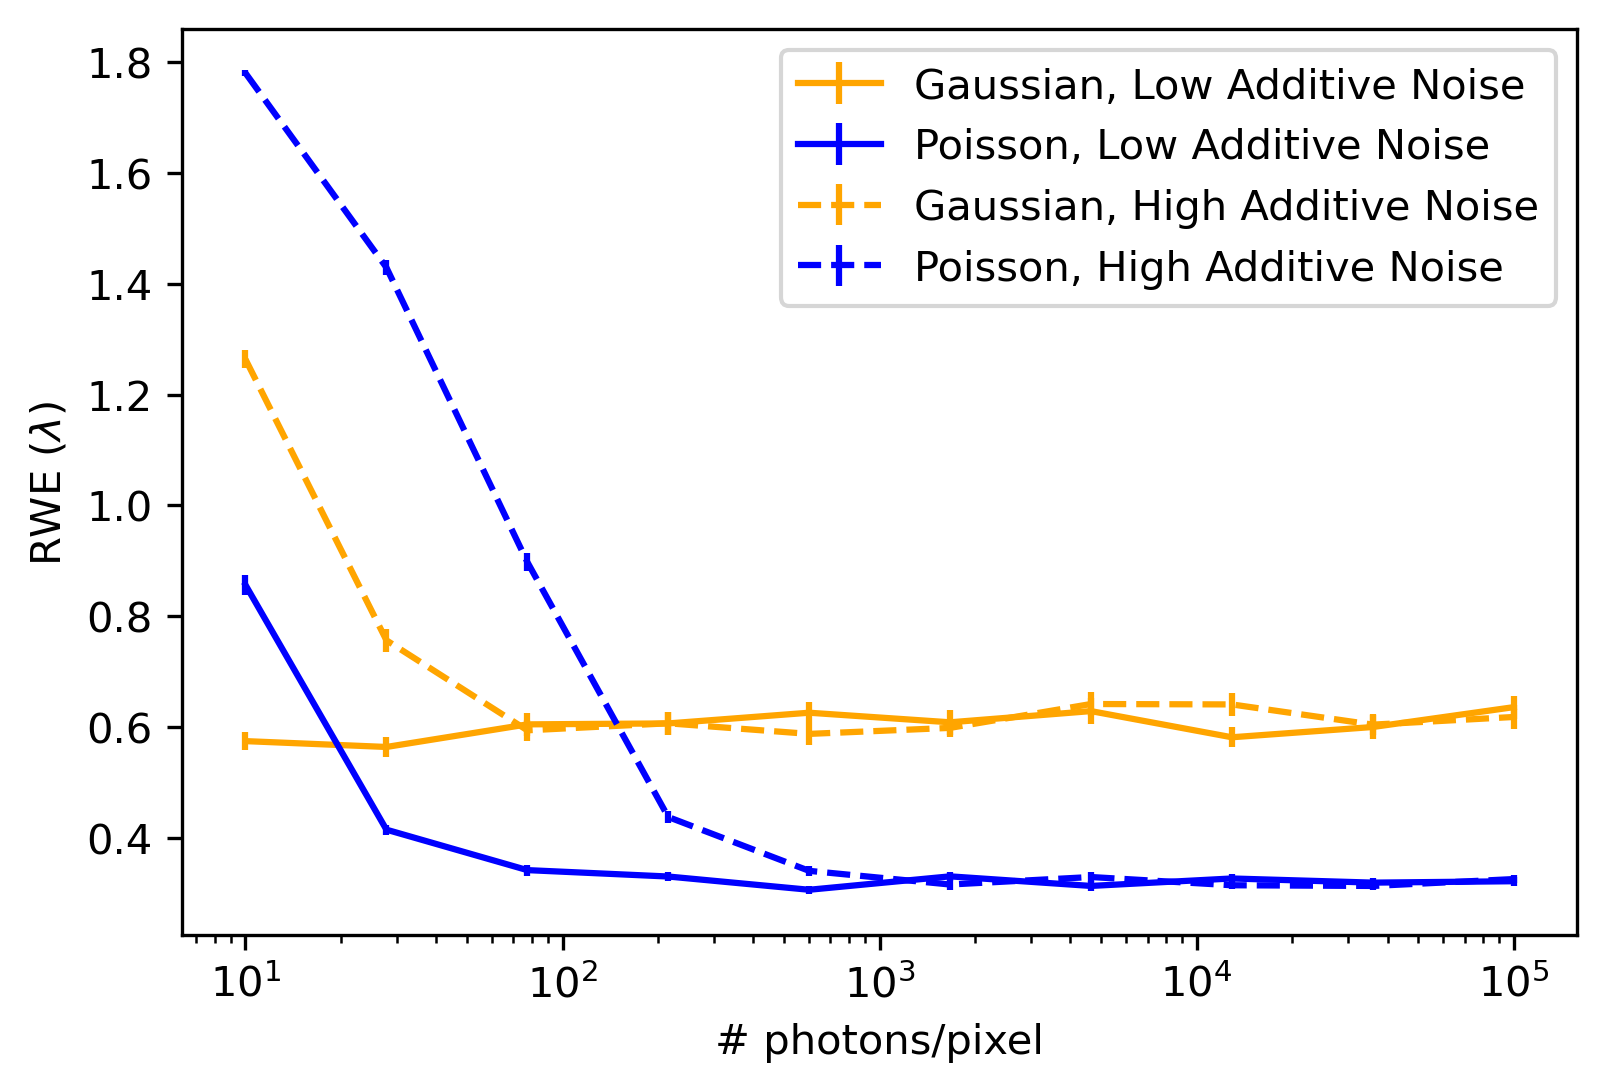 1.8
1.6
1.4
1.2
1.0
0.8
0.6
0.4
RWE (λ)
Gaussian, Low Additive Noise
Poisson, Low Additive Noise
Gaussian, High Additive Noise
Poisson, High Additive Noise
10¹ 10² 10³ 10⁴ 10⁵
# photons/pixel